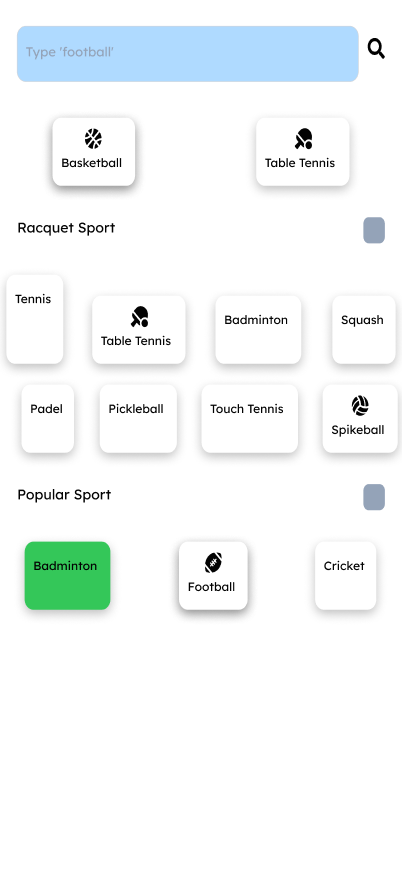 Type 'football'
Basketball
Table Tennis
Racquet Sport
Tennis
Table Tennis
Badminton
Squash
Padel
Pickleball
Touch Tennis
Spikeball
Popular Sport
Badminton
Football
Cricket